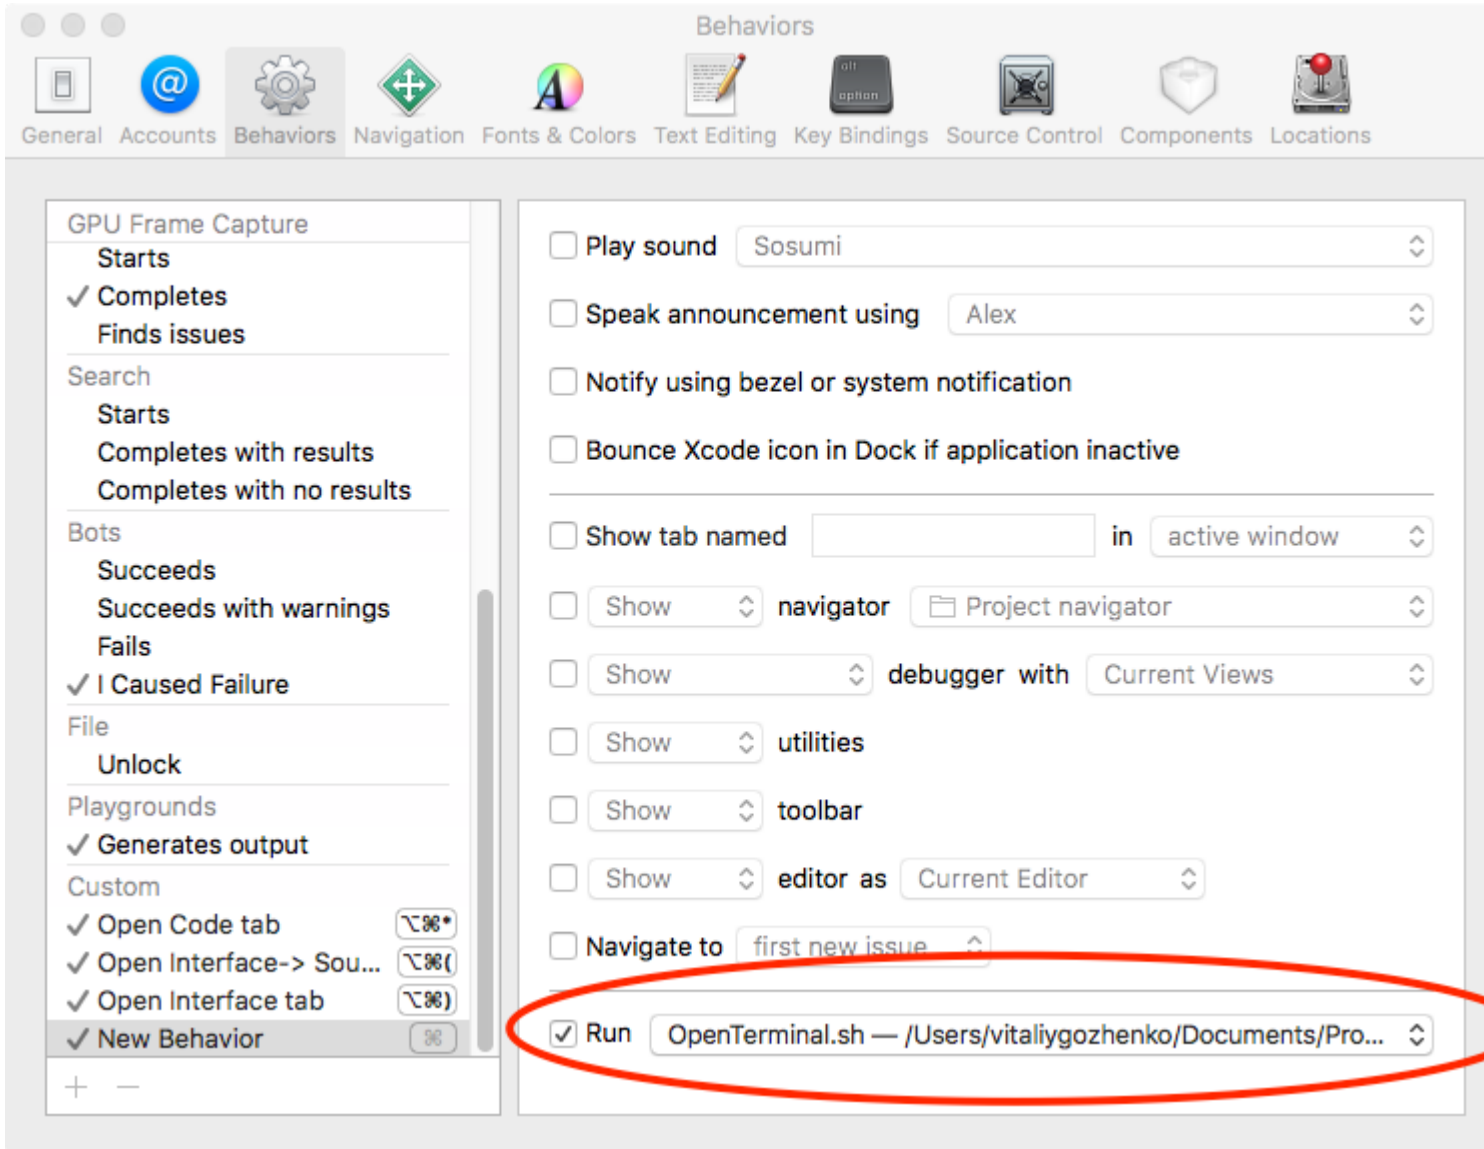 Behaviors
alt
option
General Accounts Behaviors Navigation Fonts & Colors Text Editing Key Bindings Source Control Components Locations
GPU Frame Capture
Starts
✓ Completes
Finds issues
Search
Starts
Completes with results
Completes with no results
Bots
Succeeds
Succeeds with warnings
Fails
✓ I Caused Failure
File
Unlock
Playgrounds
✓ Generates output
Custom
✓ Open Code tab ⌥⌘*
✓ Open Interface-> Sou... ⌥⌘(
✓ Open Interface tab ⌥⌘)
✓ New Behavior ⌘
+ −
Play sound Sosumi
Speak announcement using Alex
Notify using bezel or system notification
Bounce Xcode icon in Dock if application inactive
Show tab named in active window
Show navigator Project navigator
Show debugger with Current Views
Show utilities
Show toolbar
Show editor as Current Editor
Navigate to first new issue
✓ Run OpenTerminal.sh — /Users/vitaliygozhenko/Documents/Pro...